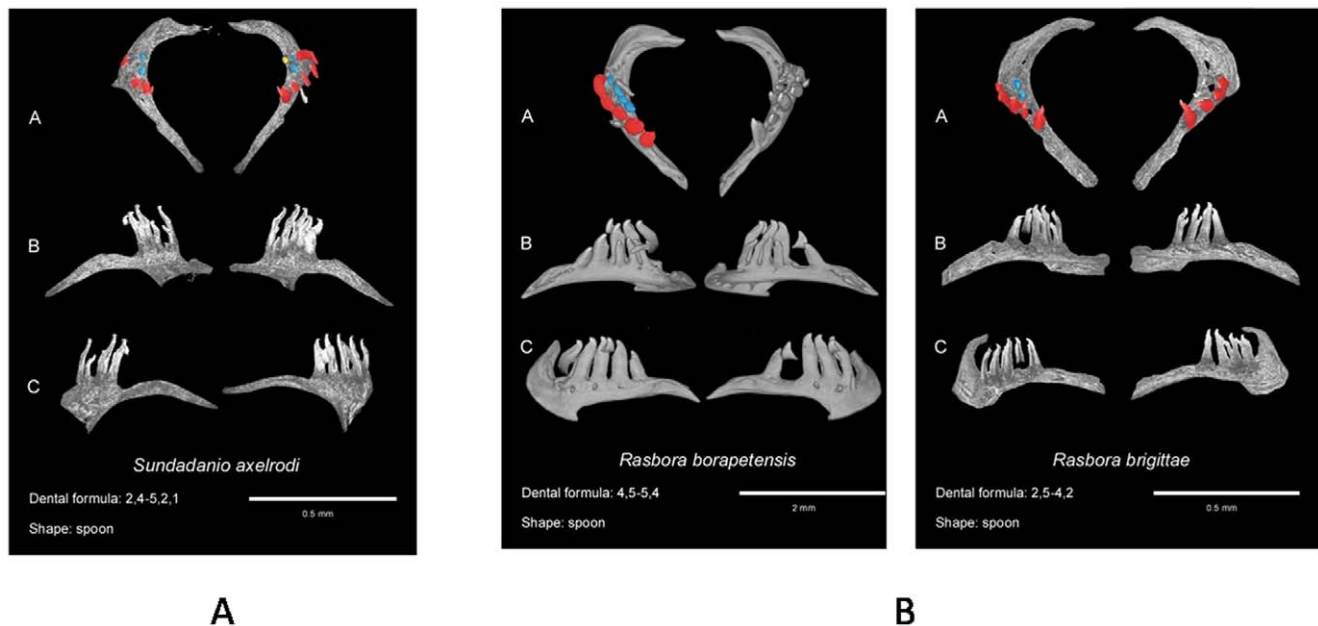 A
B
C
Sundadanio axelrodi
Dental formula: 2,4-5,2,1
0.5 mm
Shape: spoon
A
B
C
Rasbora borapetensis
Dental formula: 4,5-5,4
2 mm
Shape: spoon
A
B
C
Rasbora brigittae
Dental formula: 2,5-4,2
0.5 mm
Shape: spoon
A
B